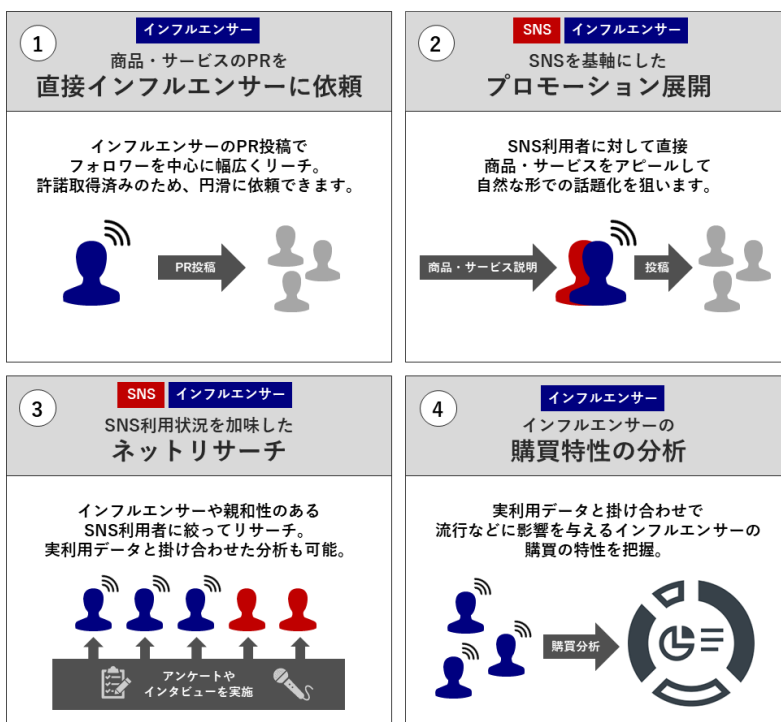 1
インフルエンサー
商品・サービスのPRを
直接インフルエンサーに依頼
インフルエンサーのPR投稿で
フォロワーを中心に幅広くリーチ。
許諾取得済みのため、円滑に依頼できます。
PR投稿
2
SNS インフルエンサー
SNSを基軸にした
プロモーション展開
SNS利用者に対して直接
商品・サービスをアピールして
自然な形での話題化を狙います。
商品・サービス説明
投稿
3
SNS インフルエンサー
SNS利用状況を加味した
ネットリサーチ
インフルエンサーや親和性のある
SNS利用者に絞ってリサーチ。
実利用データと掛け合わせた分析も可能。
アンケートや
インタビューを実施
4
インフルエンサー
インフルエンサーの
購買特性の分析
実利用データと掛け合わせで
流行などに影響を与えるインフルエンサーの
購買の特性を把握。
購買分析